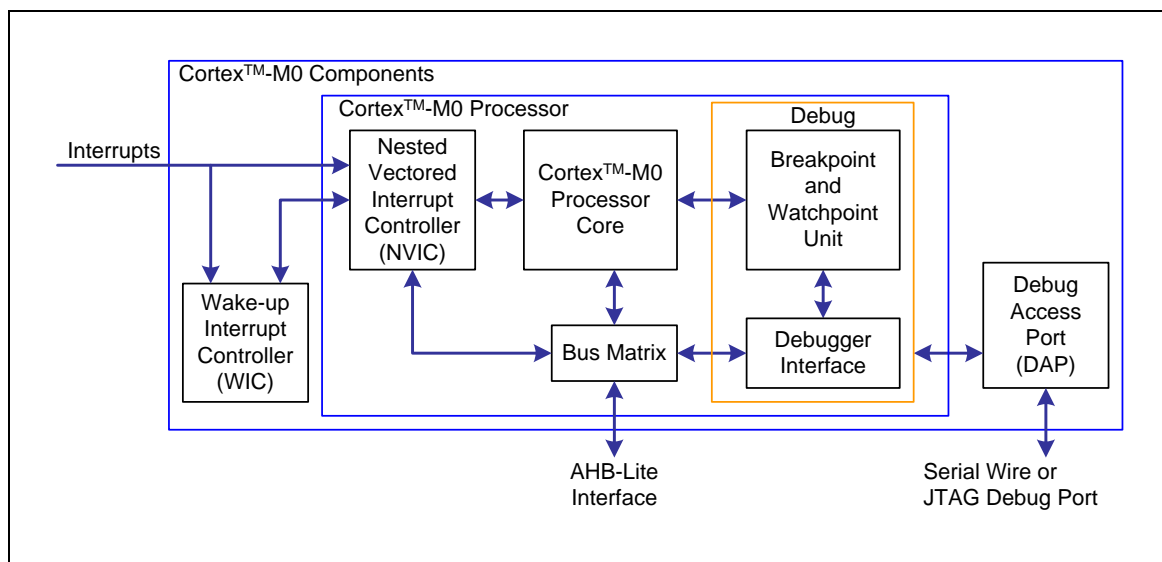 Cortex™-M0 Components
Cortex™-M0 Processor
Debug
Interrupts
Nested
Vectored
Interrupt
Controller
(NVIC)
Cortex™-M0
Processor
Core
Breakpoint
and
Watchpoint
Unit
Wake-up
Interrupt
Controller
(WIC)
Bus Matrix
Debugger
Interface
Debug
Access
Port
(DAP)
AHB-Lite
Interface
Serial Wire or
JTAG Debug Port